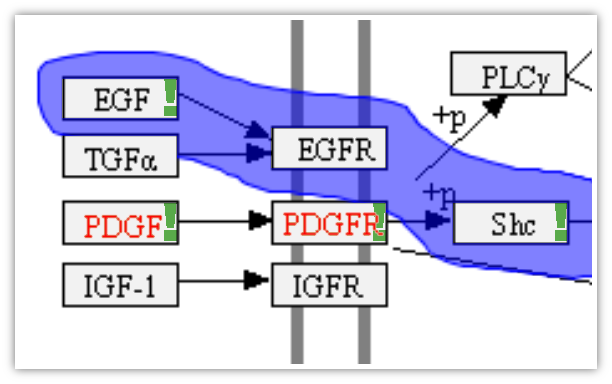 PLCγ
EGF !
+p
TGFα
EGFR
+p
PDGF !
PDGFR !
Shc !
IGF-1
IGFR